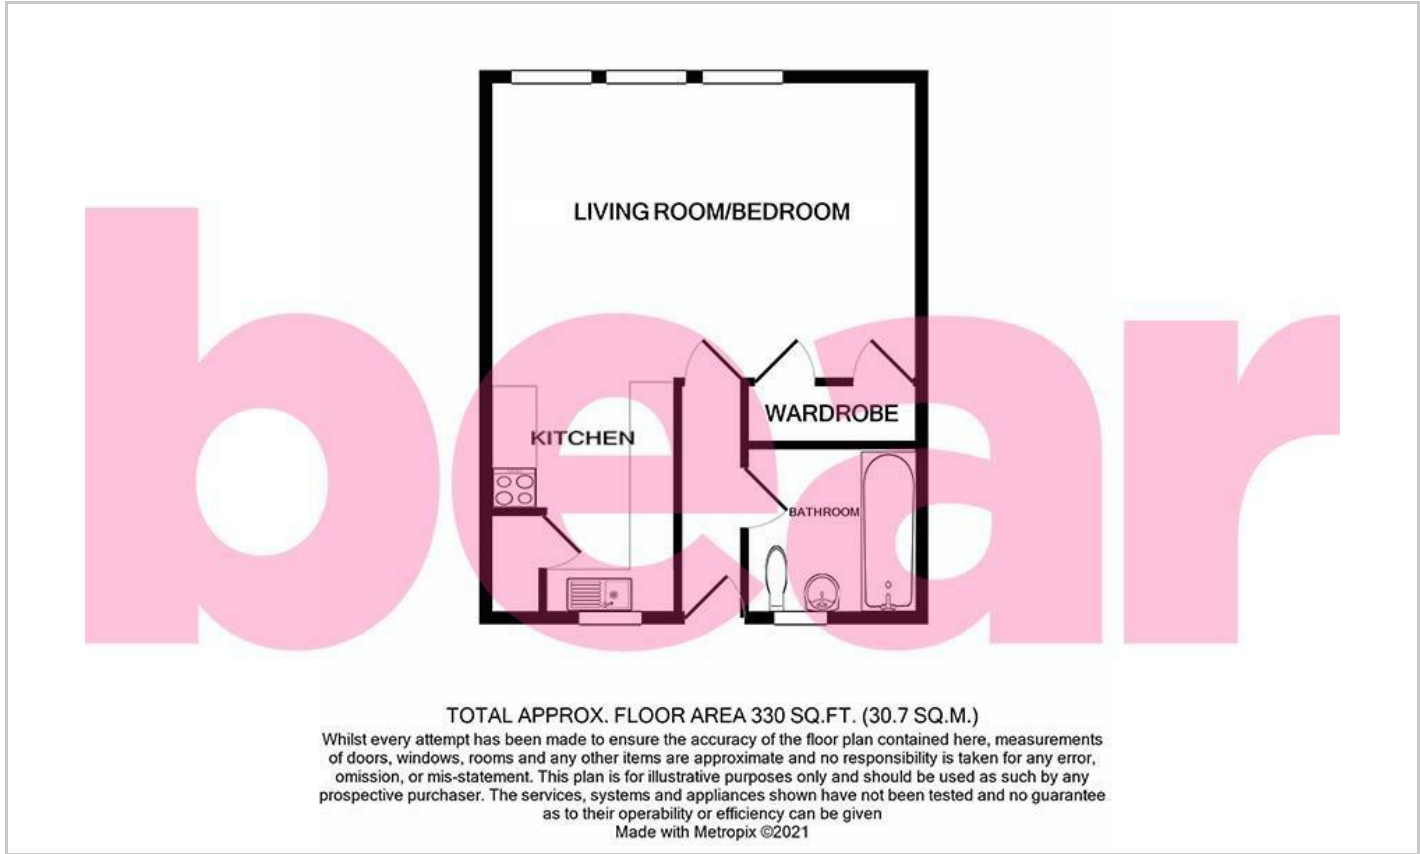 LIVING ROOM/BEDROOM
WARDROBE
KITCHEN
BATHROOM
bear
TOTAL APPROX. FLOOR AREA 330 SQ.FT. (30.7 SQ.M.)
Whilst every attempt has been made to ensure the accuracy of the floor plan contained here, measurements
of doors, windows, rooms and any other items are approximate and no responsibility is taken for any error,
omission, or mis-statement. This plan is for illustrative purposes only and should be used as such by any
prospective purchaser. The services, systems and appliances shown have not been tested and no guarantee
as to their operability or efficiency can be given
Made with Metropix ©2021